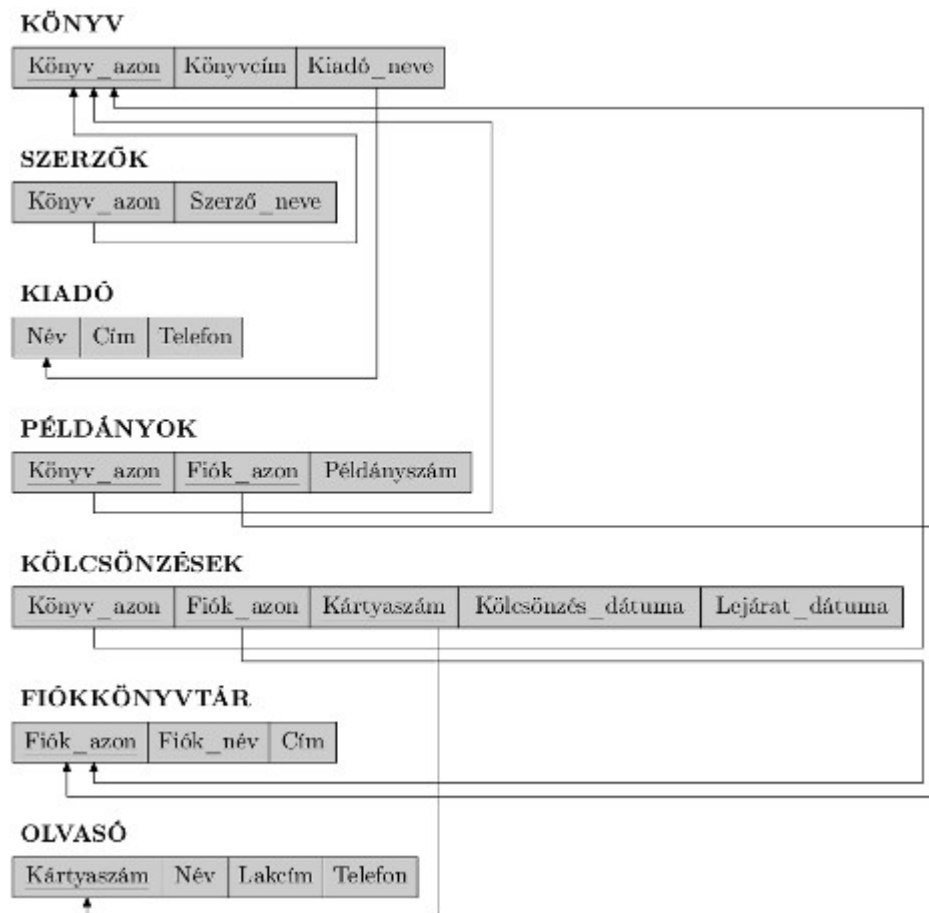 KÖNYV
Könyv_azon Könyvcím Kiadó_neve
SZERZŐK
Könyv_azon Szerző_neve
KIADÓ
Név Cím Telefon
PÉLDÁNYOK
Könyv_azon Fiók_azon Példányszám
KÖLCSÖNZÉSEK
Könyv_azon Fiók_azon Kártyaszám Kölcsönzés_dátuma Lejárat_dátuma
FIÓKKÖNYVTÁR
Fiók_azon Fiók_név Cím
OLVASÓ
Kártyaszám Név Lakcím Telefon